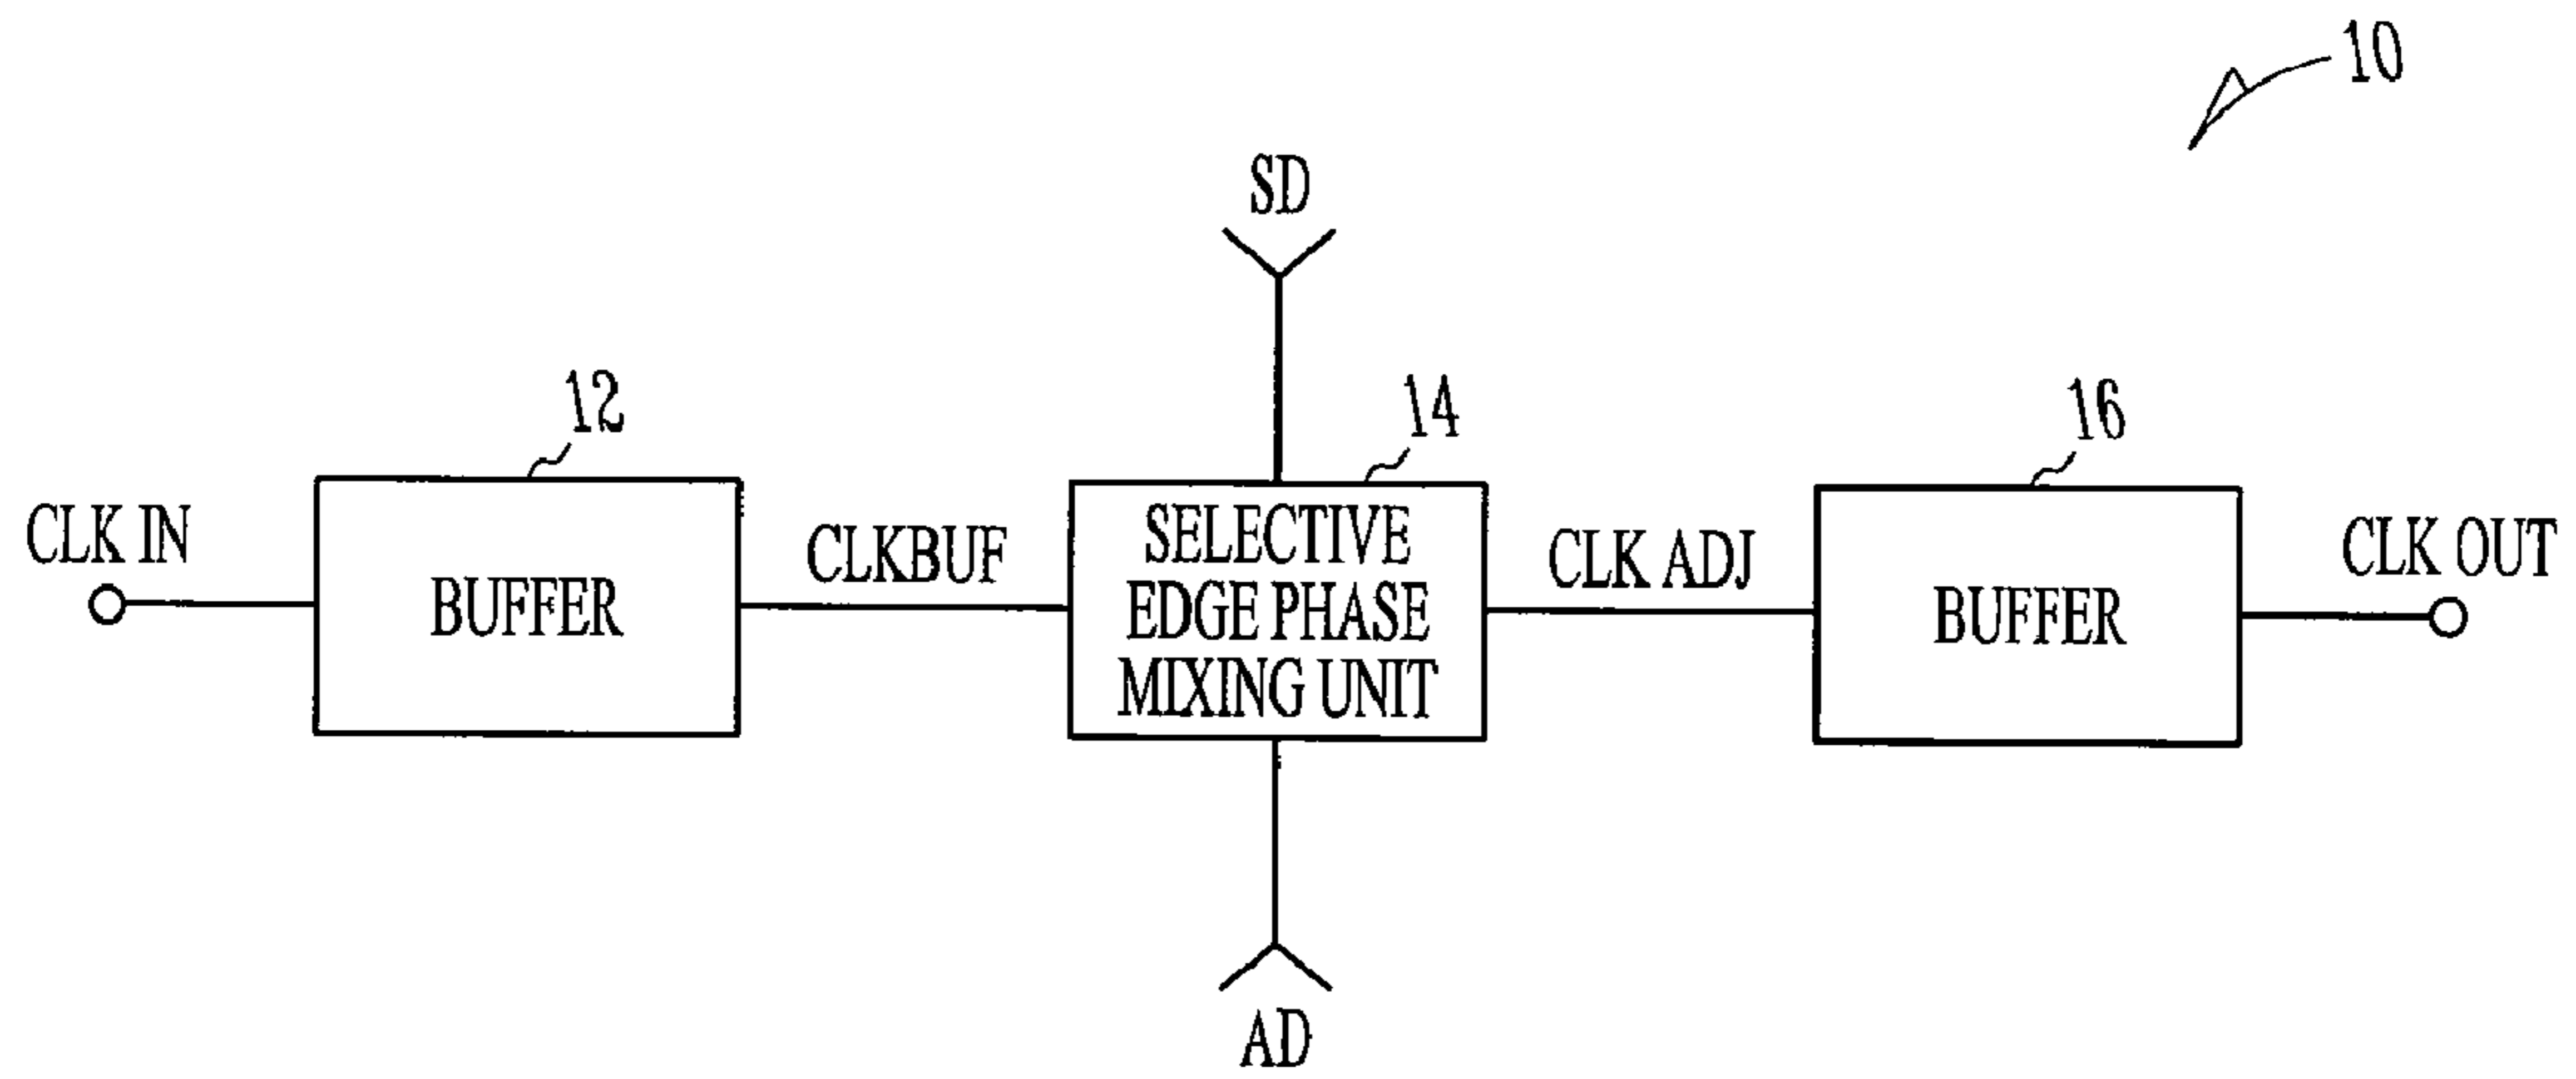 10
SD
12
14
16
CLK IN
BUFFER
CLKBUF
SELECTIVE
EDGE PHASE
MIXING UNIT
CLK ADJ
BUFFER
CLK OUT
AD